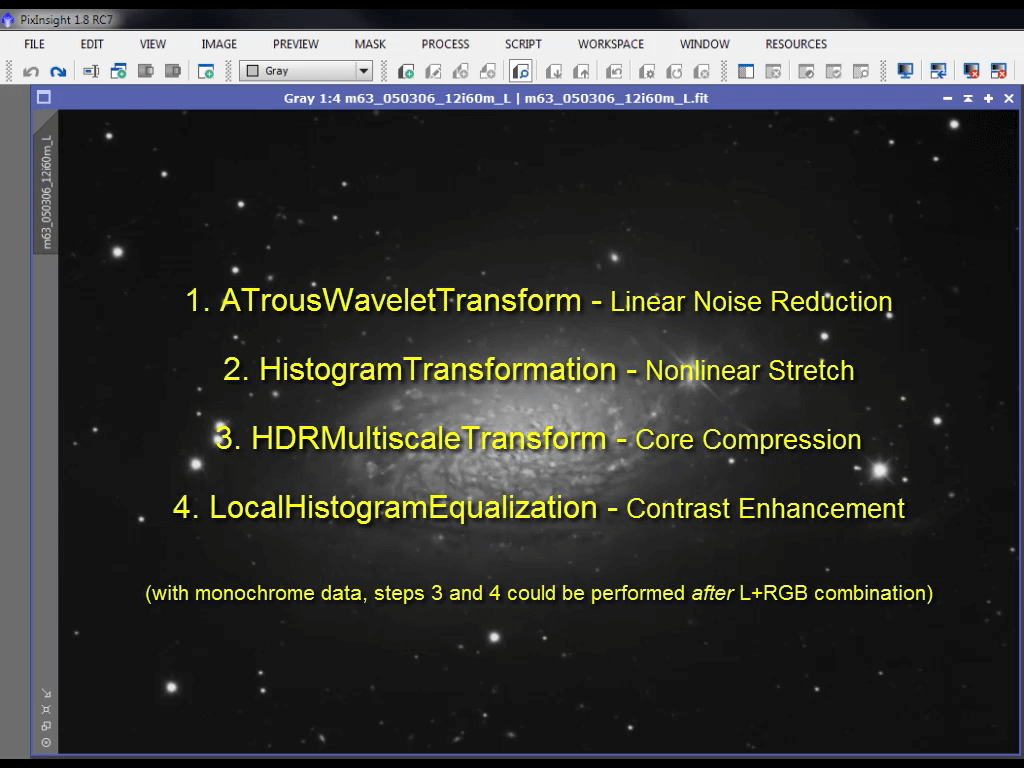 PixInsight 1.8 RC7
FILE EDIT VIEW IMAGE PREVIEW MASK PROCESS SCRIPT WORKSPACE WINDOW RESOURCES
Gray
Gray 1:4 m63_050306_12i60m_L | m63_050306_12i60m_L.fit
m63_050306_12i60m_L
1. ATrousWaveletTransform - Linear Noise Reduction
2. HistogramTransformation - Nonlinear Stretch
3. HDRMultiscaleTransform - Core Compression
4. LocalHistogramEqualization - Contrast Enhancement
(with monochrome data, steps 3 and 4 could be performed after L+RGB combination)